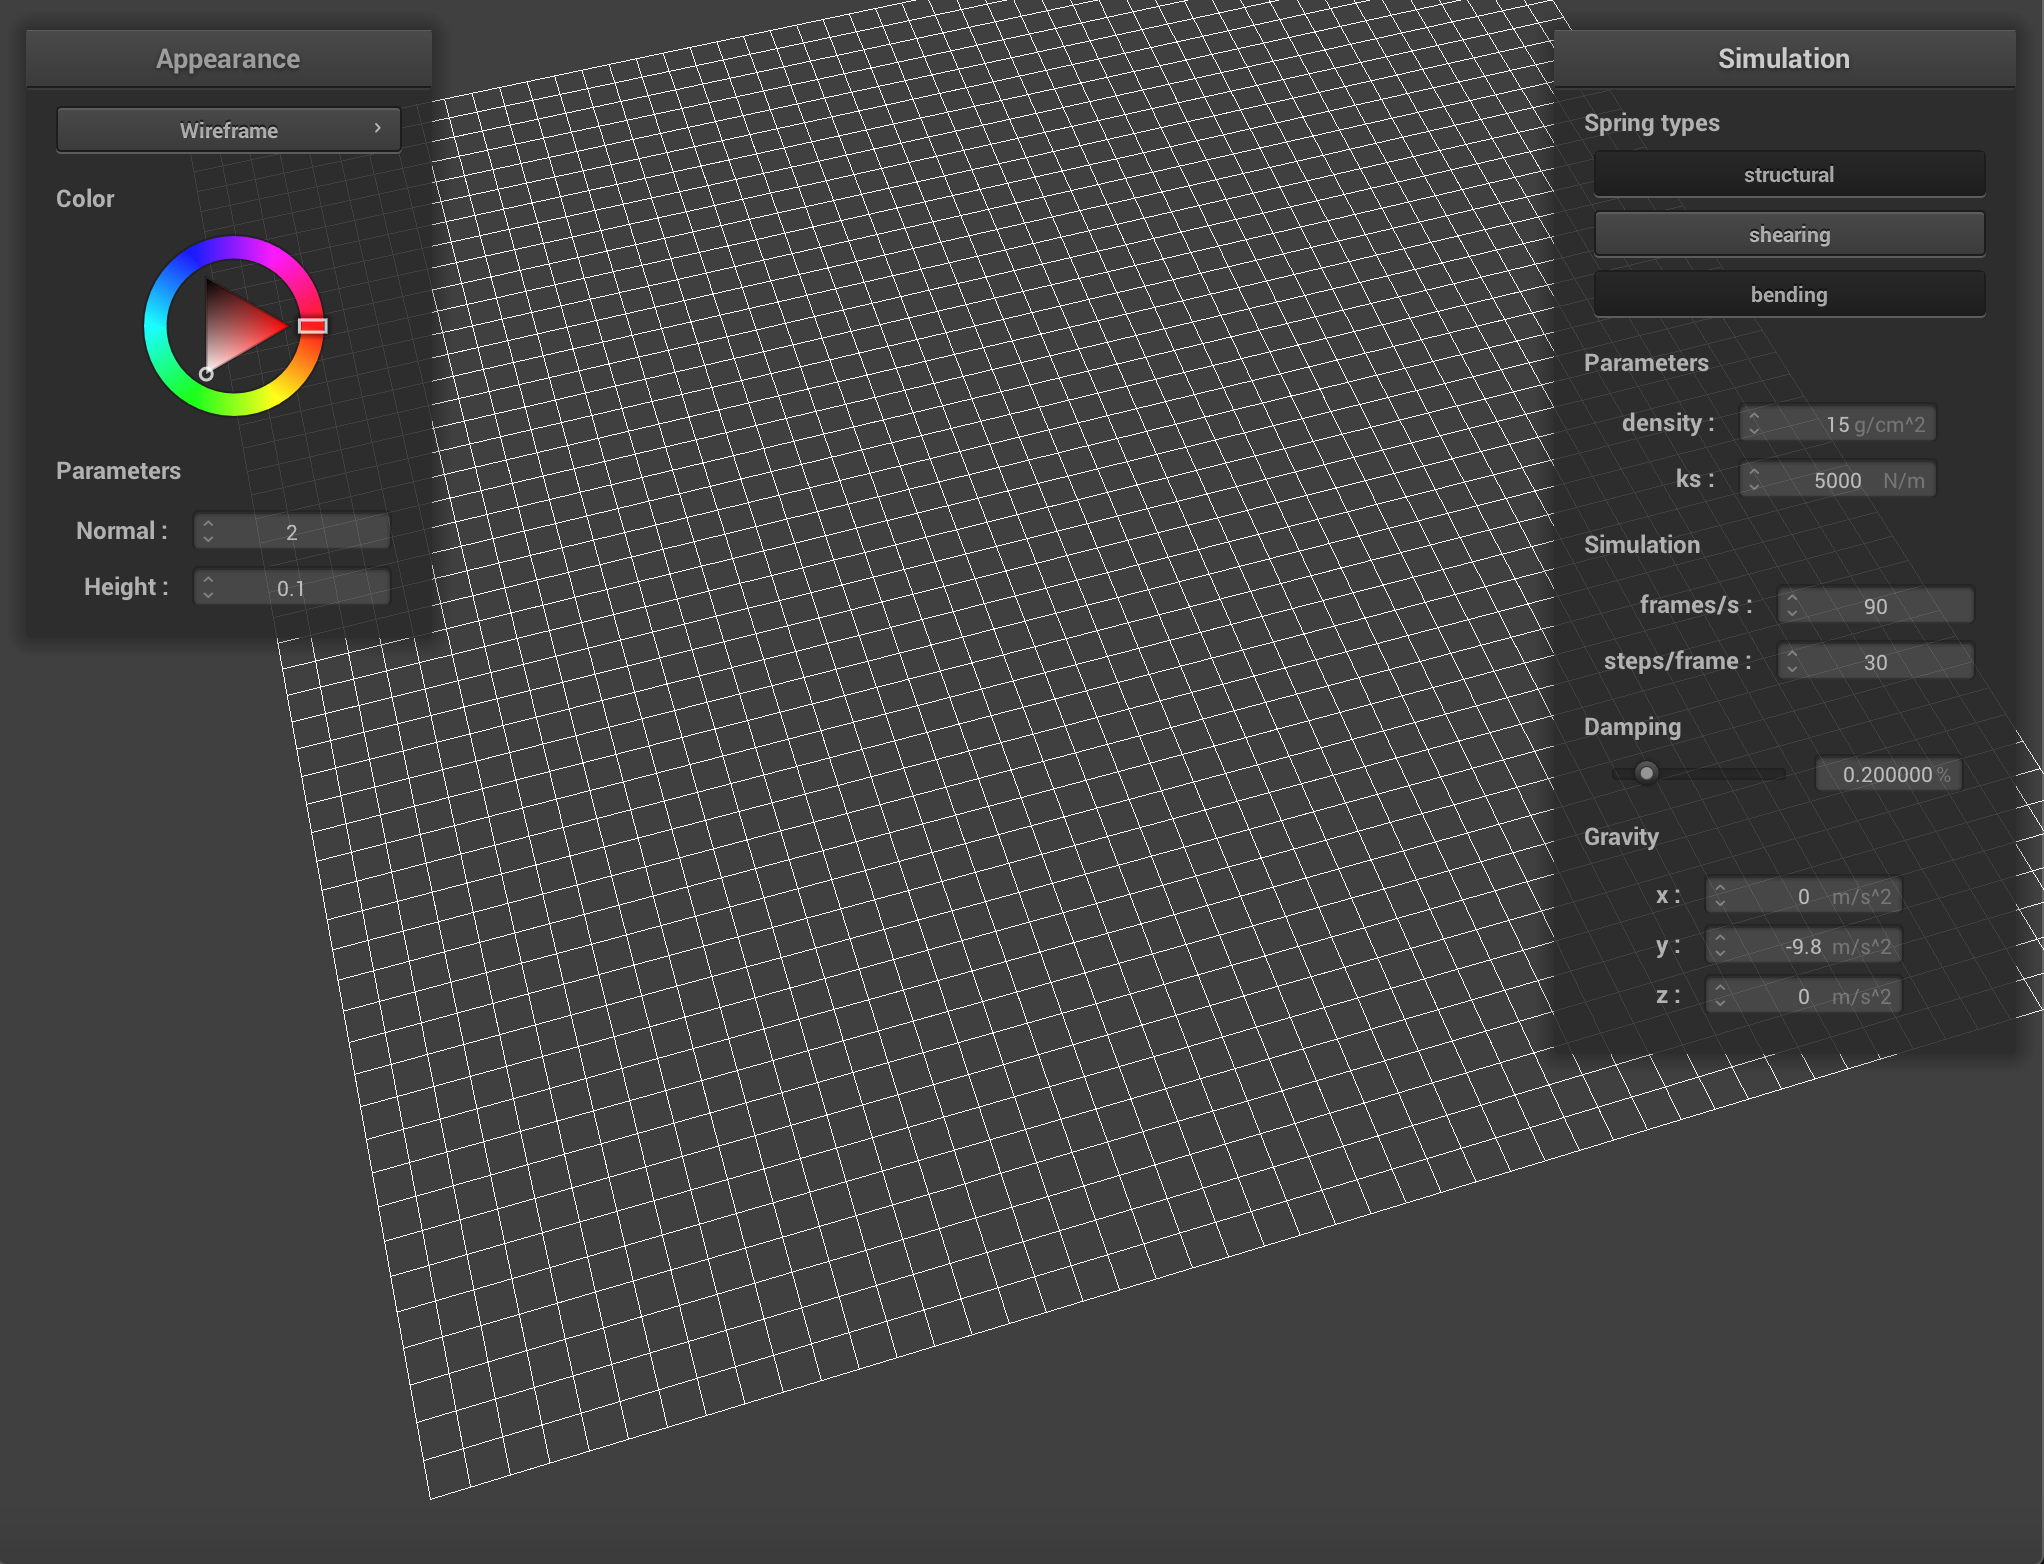 Appearance
Wireframe
Color
Parameters
Normal : 2
Height : 0.1
Simulation
Spring types
structural
shearing
bending
Parameters
density : 15 g/cm^2
ks : 5000 N/m
Simulation
frames/s : 90
steps/frame : 30
Damping
0.200000 %
Gravity
x : 0 m/s^2
y : -9.8 m/s^2
z : 0 m/s^2